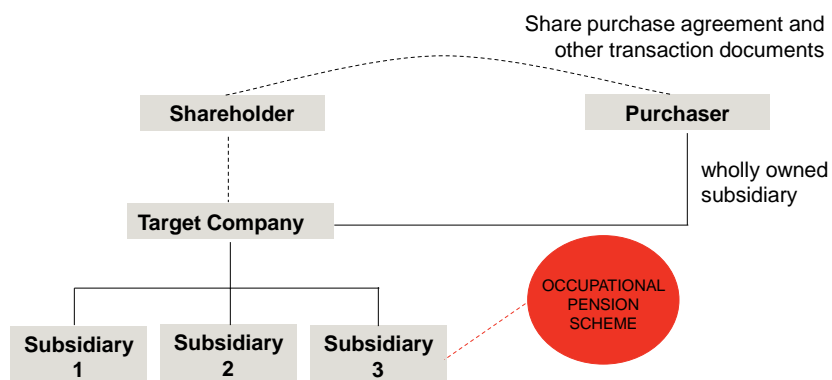 Share purchase agreement and
other transaction documents
Shareholder
Purchaser
wholly owned
subsidiary
Target Company
OCCUPATIONAL
PENSION
SCHEME
Subsidiary
1
Subsidiary
2
Subsidiary
3